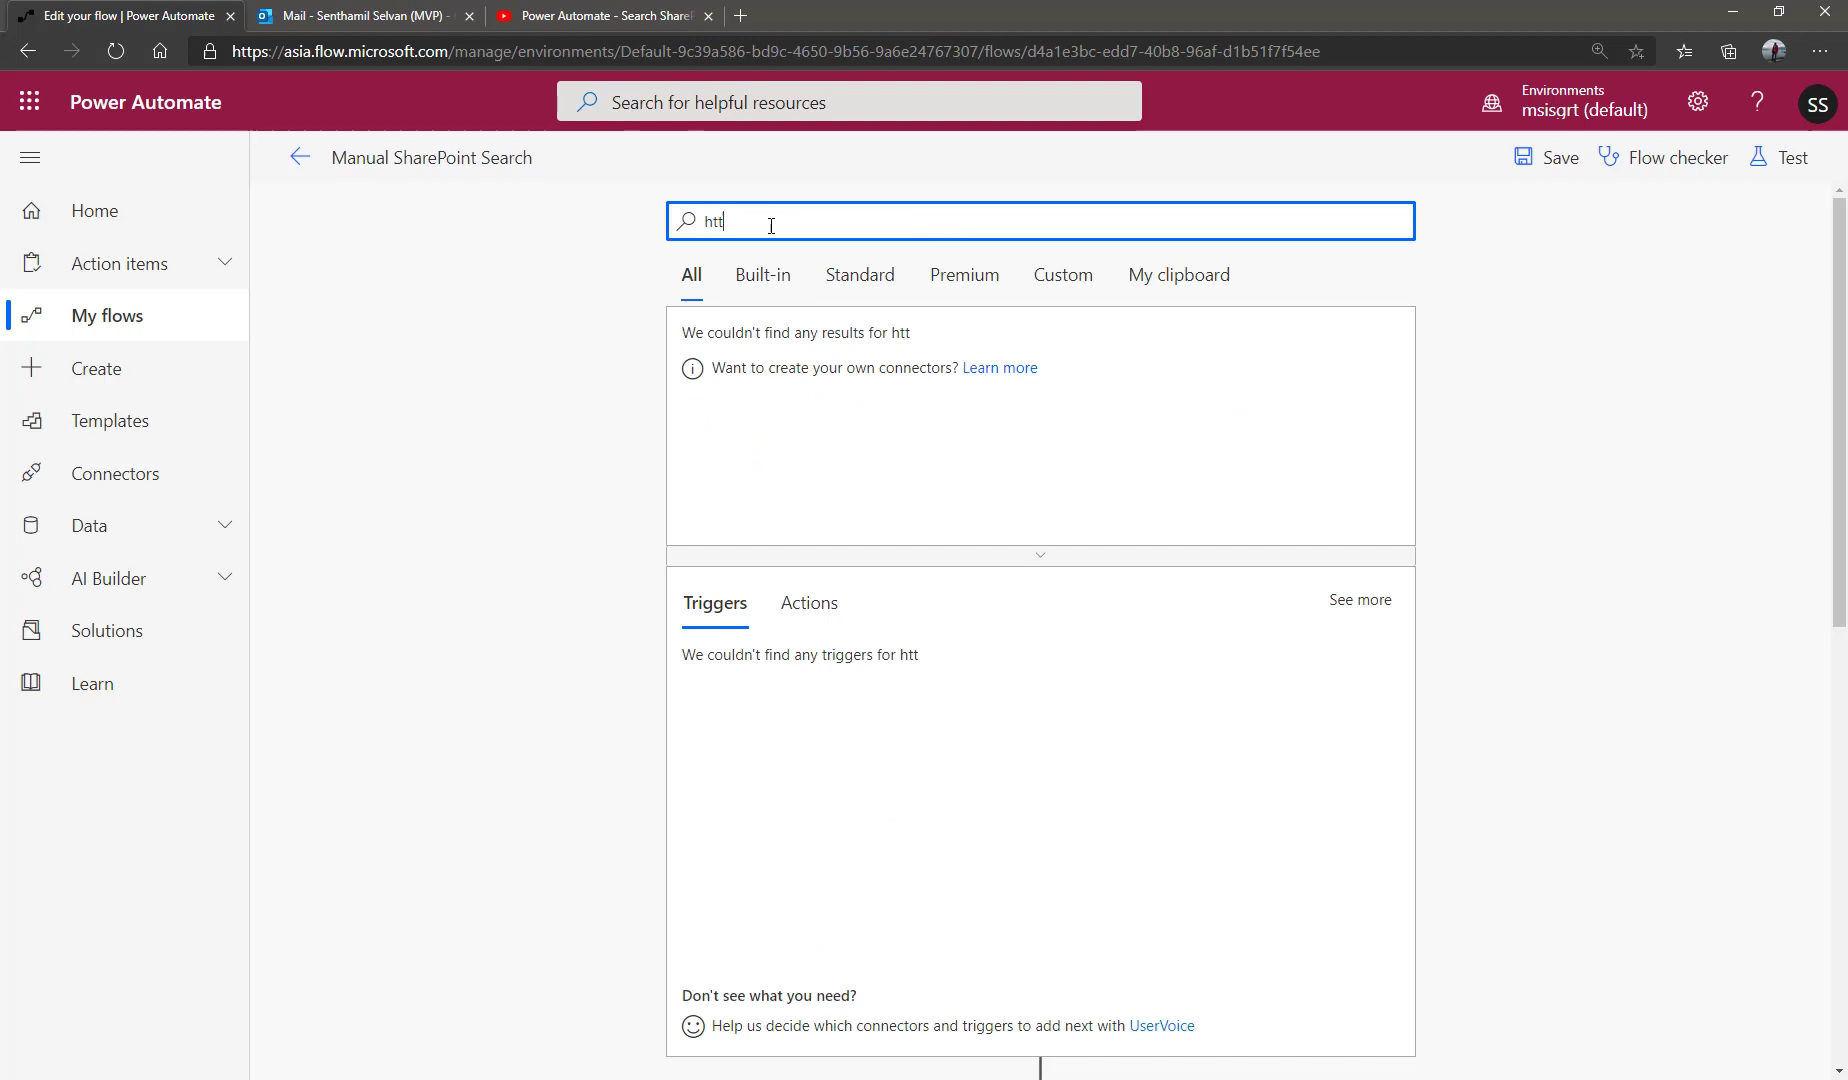 Edit your flow | Power Automate
Mail - Senthamil Selvan (MVP) -
Power Automate - Search ShareP
https://asia.flow.microsoft.com/manage/environments/Default-9c39a586-bd9c-4650-9b56-9a6e24767307/flows/d4a1e3bc-edd7-40b8-96af-d1b51f7f54ee
Power Automate
Search for helpful resources
Environments
msisgrt (default)
?
SS
Manual SharePoint Search
Save
Flow checker
Test
Home
Action items
My flows
Create
Templates
Connectors
Data
AI Builder
Solutions
Learn
htt
All Built-in Standard Premium Custom My clipboard
We couldn't find any results for htt
Want to create your own connectors? Learn more
Triggers Actions See more
We couldn't find any triggers for htt
Don't see what you need?
Help us decide which connectors and triggers to add next with UserVoice